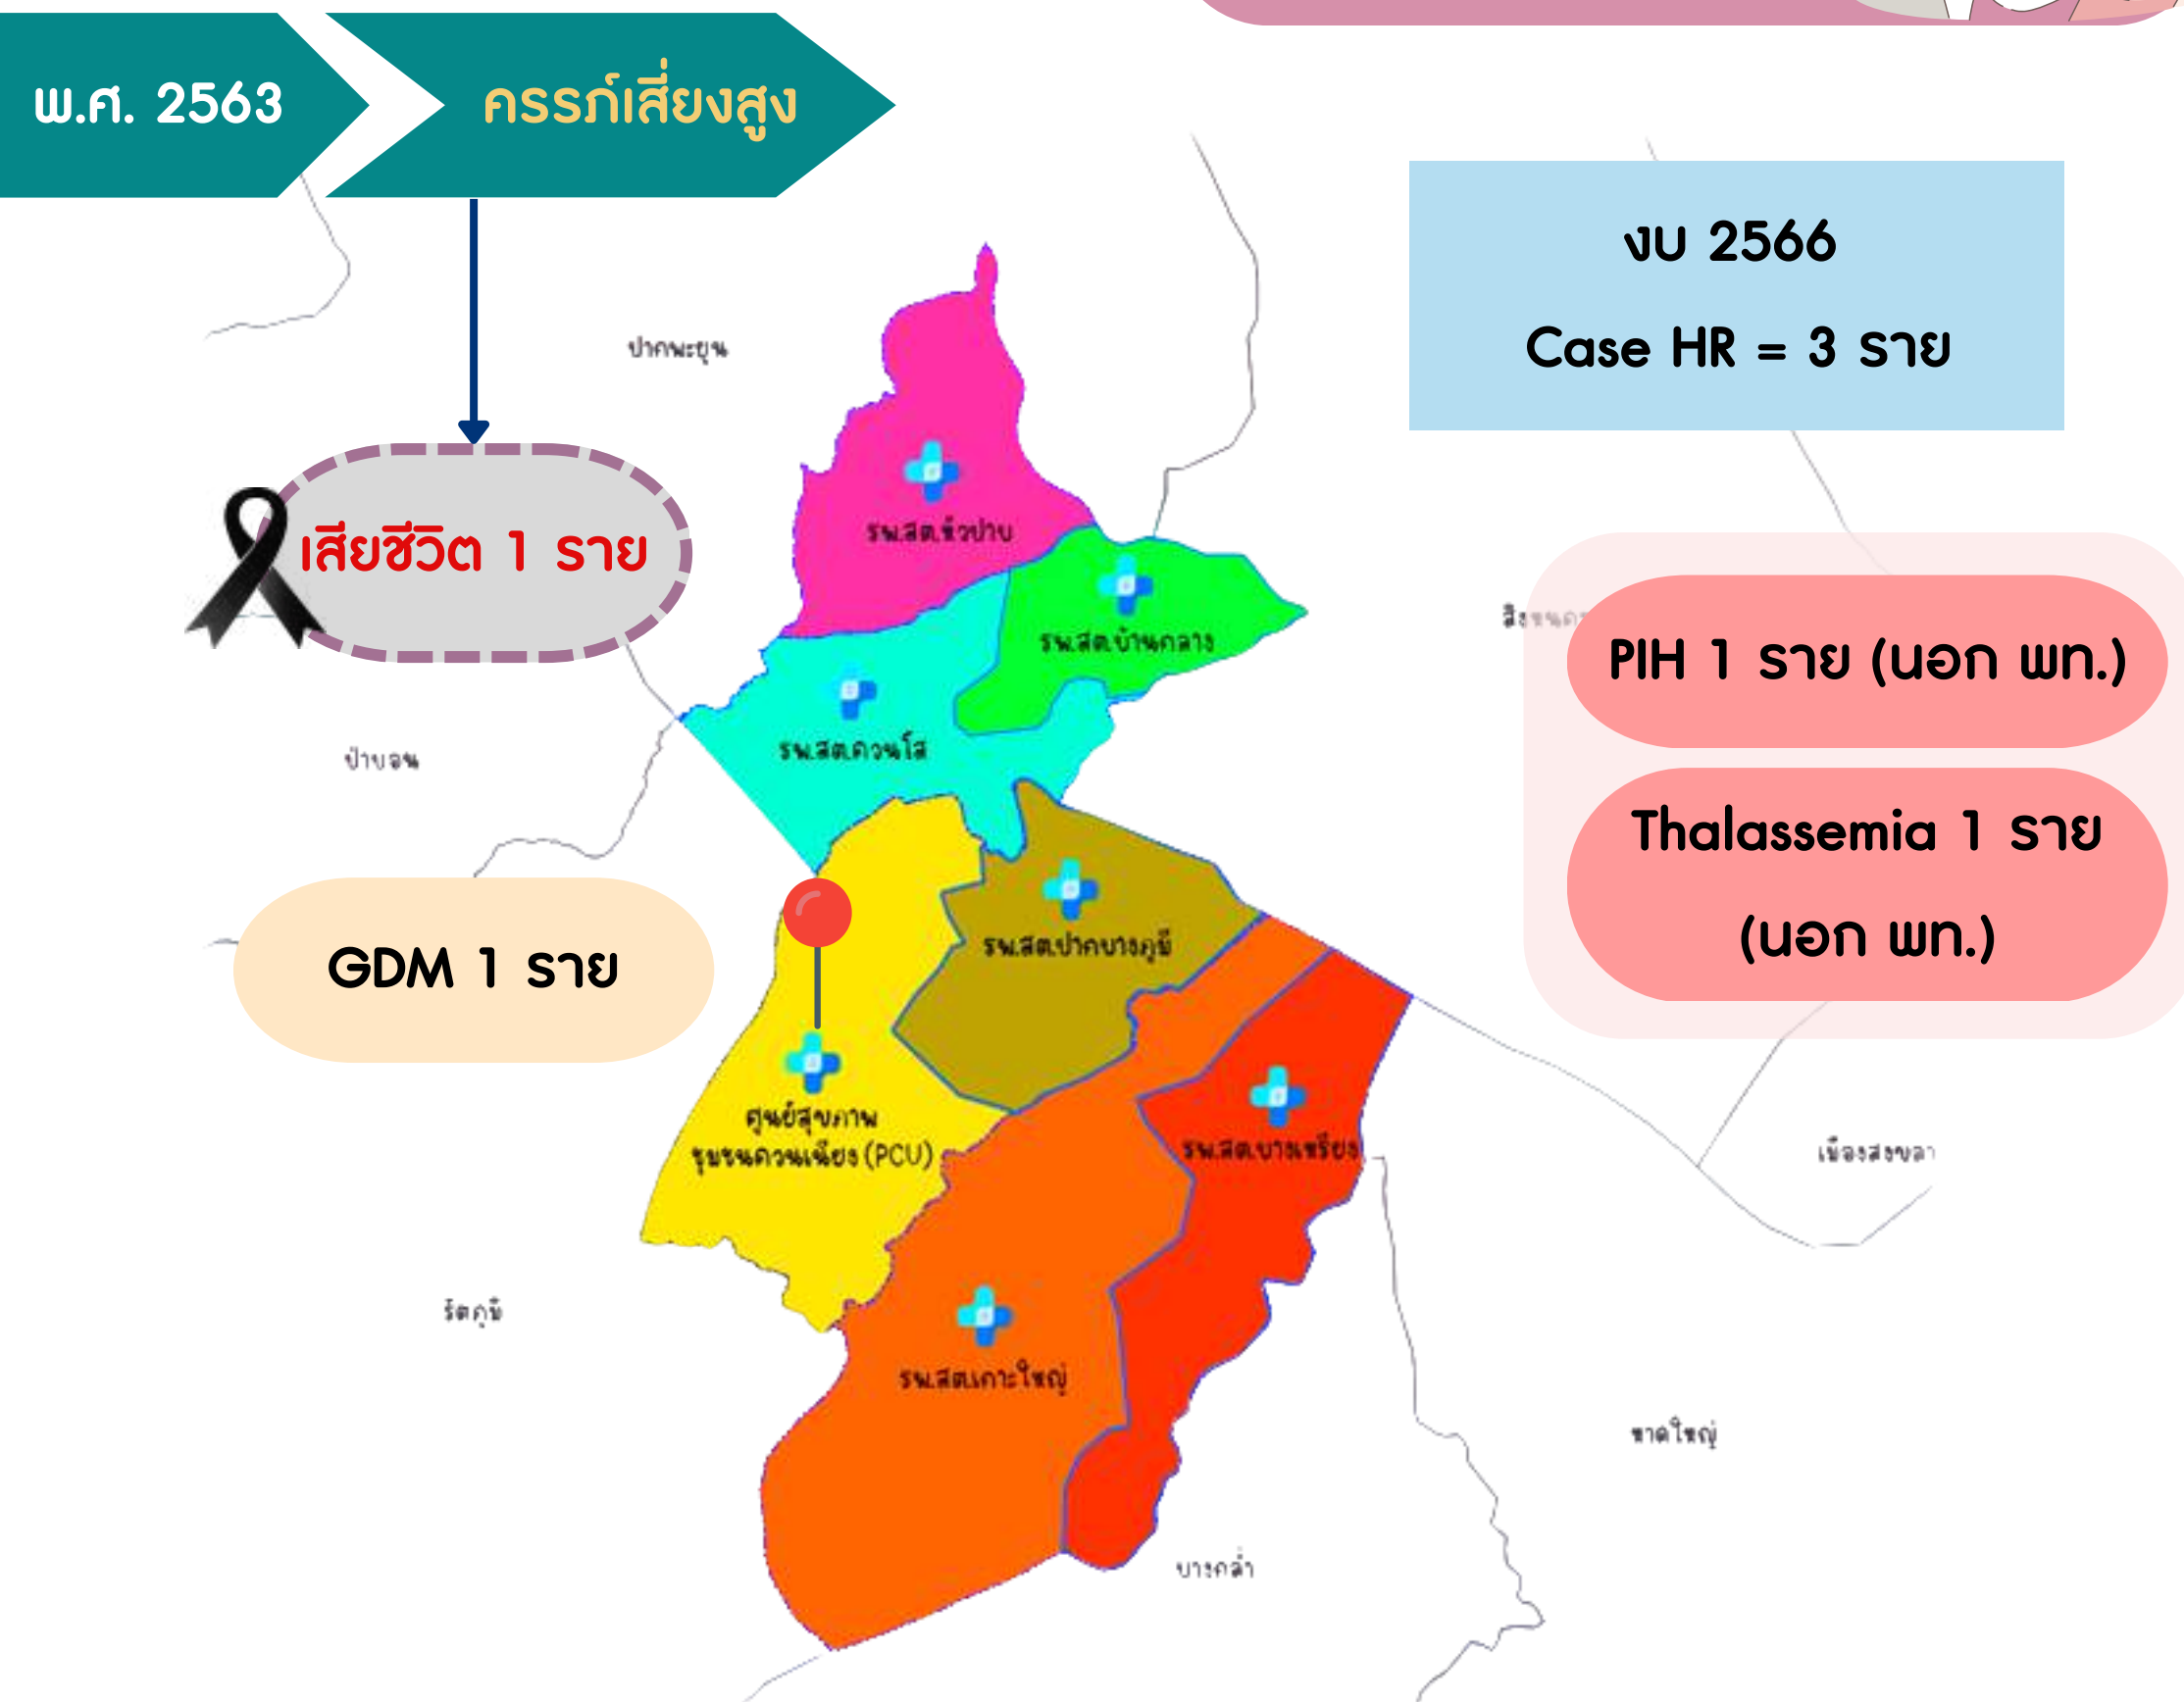 พ.ศ. 2563
ครรภ์เสี่ยงสูง
งบ 2566
Case HR = 3 ราย
ปากพะยูน
เสียชีวิต 1 ราย
รพ.สต.หัวปาบ
รพ.สต.บ้านกลาง
PIH 1 ราย (นอก พท.)
รพ.สต.ควนโส
ป่าบอน
Thalassemia 1 ราย
(นอก พท.)
GDM 1 ราย
รพ.สต.ปากบางภูมี
ศูนย์สุขภาพ
ชุมชนควนเนียง (PCU)
รพ.สต.บางเหรียง
เมืองสงขลา
รัตภูมิ
รพ.สต.เกาะใหญ่
หาดใหญ่
บางกล่ำ